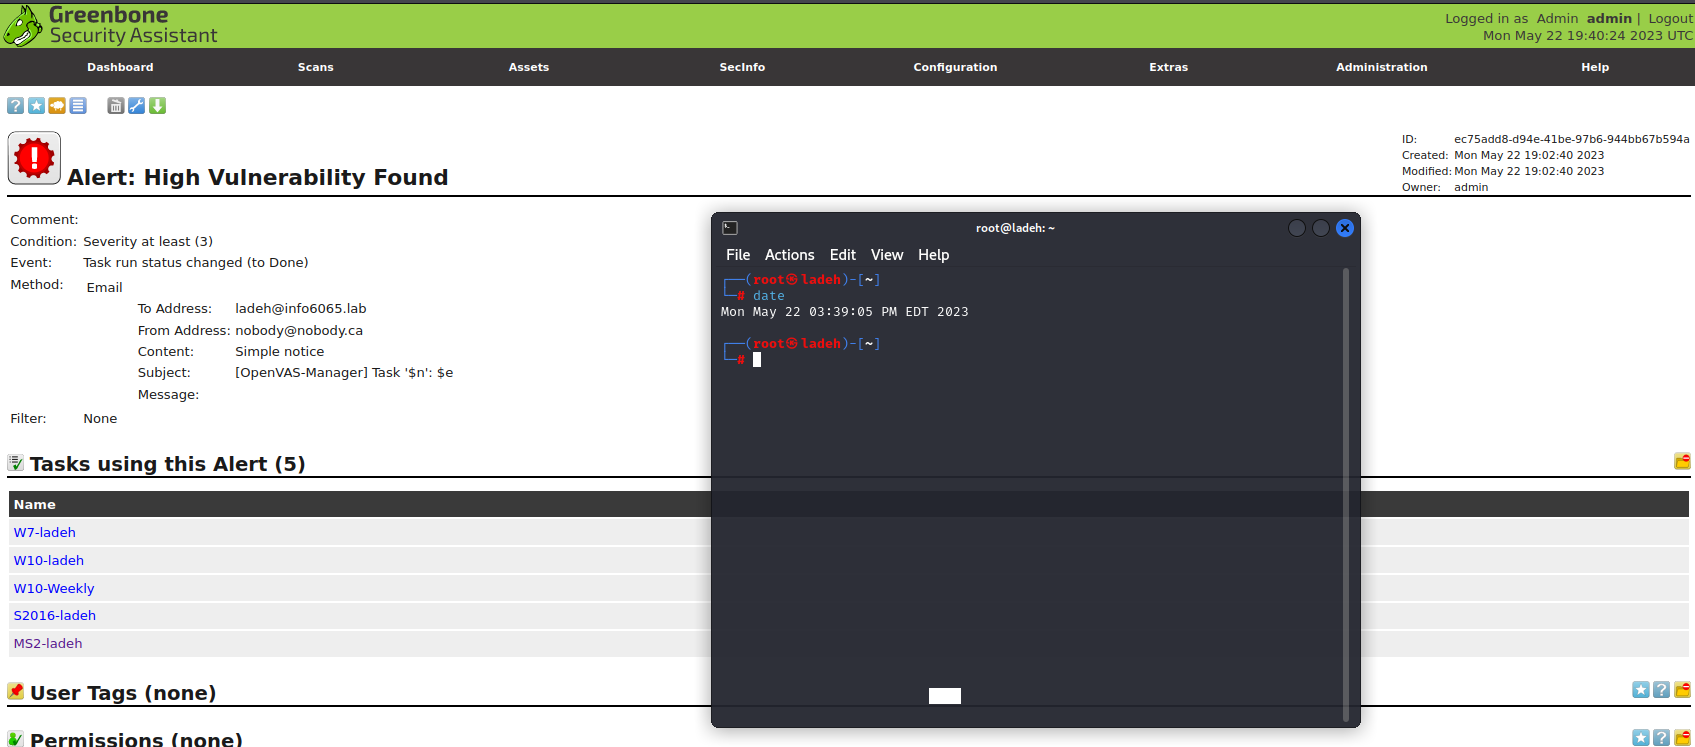 Greenbone
Security Assistant
Logged in as Admin admin | Logout
Mon May 22 19:40:24 2023 UTC
Dashboard Scans Assets SecInfo Configuration Extras Administration Help
Alert: High Vulnerability Found
ID: ec75add8-d94e-41be-97b6-944bb67b594a
Created: Mon May 22 19:02:40 2023
Modified: Mon May 22 19:02:40 2023
Owner: admin
Comment:
Condition: Severity at least (3)
Event: Task run status changed (to Done)
Method: Email
To Address: ladeh@info6065.lab
From Address: nobody@nobody.ca
Content: Simple notice
Subject: [OpenVAS-Manager] Task '$n': $e
Message:
Filter: None
Tasks using this Alert (5)
Name
W7-ladeh
W10-ladeh
W10-Weekly
S2016-ladeh
MS2-ladeh
User Tags (none)
Permissions (none)
root@ladeh: ~
File Actions Edit View Help
┌──(root㉿ladeh)-[~]
└─# date
Mon May 22 03:39:05 PM EDT 2023
┌──(root㉿ladeh)-[~]
└─#